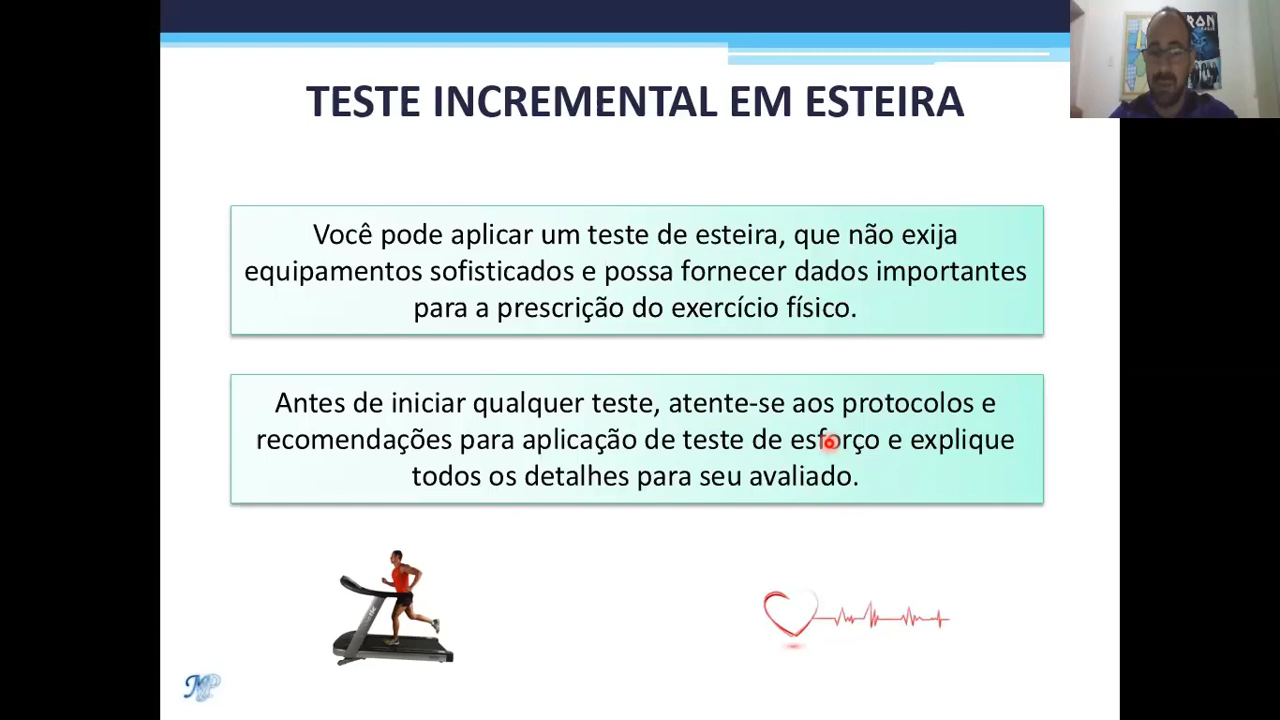 TESTE INCREMENTAL EM ESTEIRA
Você pode aplicar um teste de esteira, que não exija
equipamentos sofisticados e possa fornecer dados importantes
para a prescrição do exercício físico.
Antes de iniciar qualquer teste, atente-se aos protocolos e
recomendações para aplicação de teste de esforço e explique
todos os detalhes para seu avaliado.